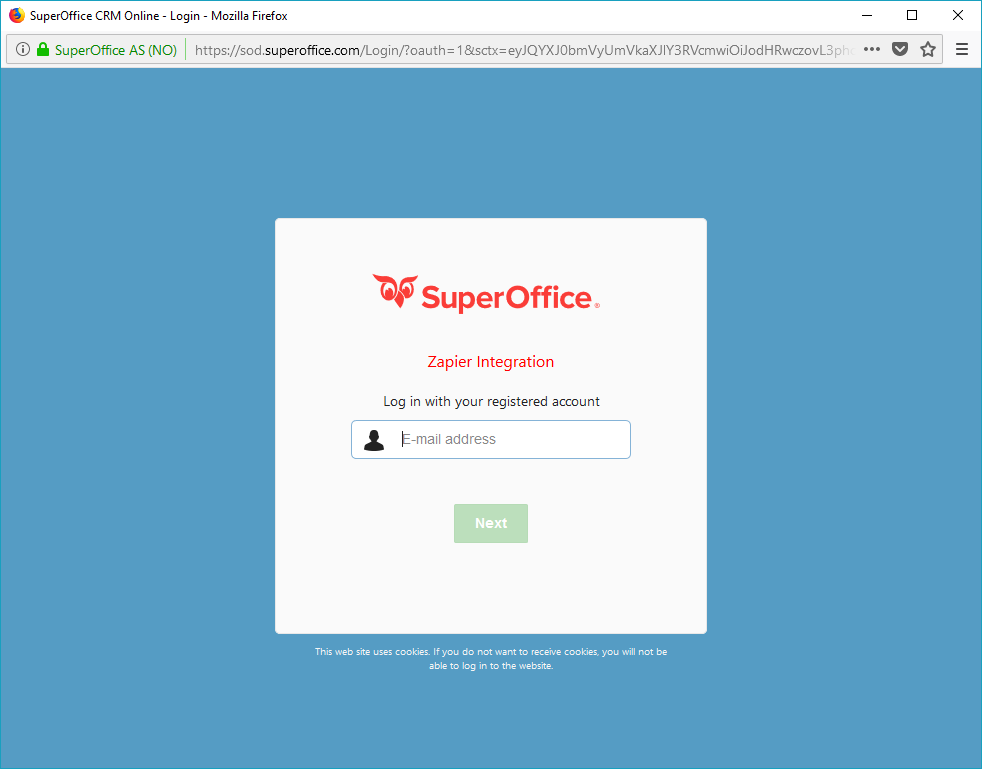 SuperOffice CRM Online - Login - Mozilla Firefox
SuperOffice AS (NO)
https://sod.superoffice.com/Login/?oauth=1&sctx=eyJQYXJ0bmVyUmVkaXJlY3RVcmwiOiJodHRwczovL3pho
SuperOffice®
Zapier Integration
Log in with your registered account
E-mail address
Next
This web site uses cookies. If you do not want to receive cookies, you will not be
able to log in to the website.